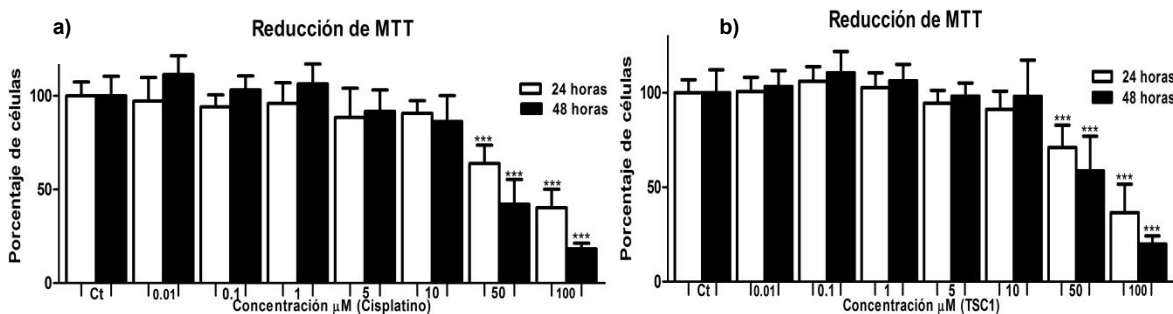 a)
Reducción de MTT
Porcentaje de células
100
50
0
24 horas
48 horas
*** *** *** ***
Ct 0.01 0.1 1 5 10 50 100
Concentración µM (Cisplatino)
b)
Reducción de MTT
Porcentaje de células
100
50
0
24 horas
48 horas
*** *** *** ***
Ct 0.01 0.1 1 5 10 50 100
Concentración µM (TSC1)